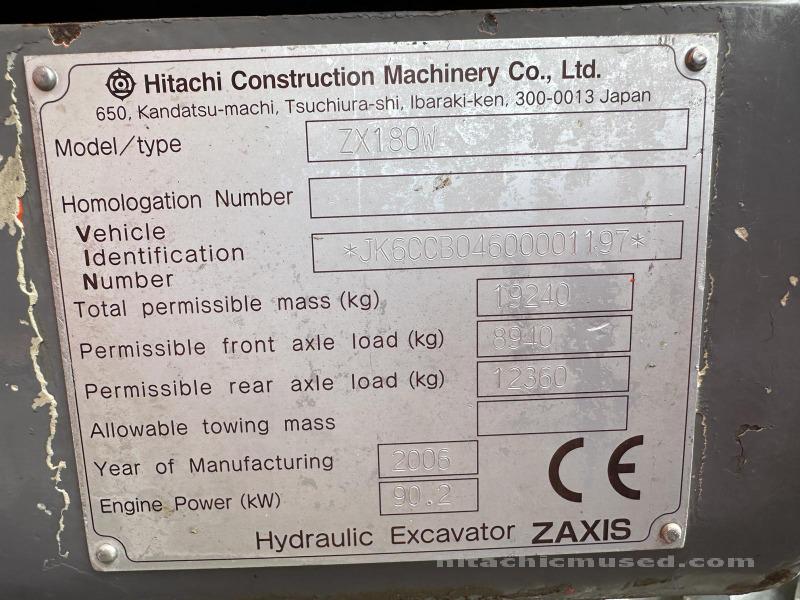 Hitachi Construction Machinery Co., Ltd.
650, Kandatsu-machi, Tsuchiura-shi, Ibaraki-ken, 300-0013 Japan
Model/type ZX180W
Homologation Number
Vehicle
Identification *JK6CCB04600001197*
Number
Total permissible mass (kg) 19240
Permissible front axle load (kg) 8940
Permissible rear axle load (kg) 12360
Allowable towing mass
Year of Manufacturing 2006
Engine Power (kW) 90.2
CE
Hydraulic Excavator ZAXIS
hitachicmused.com